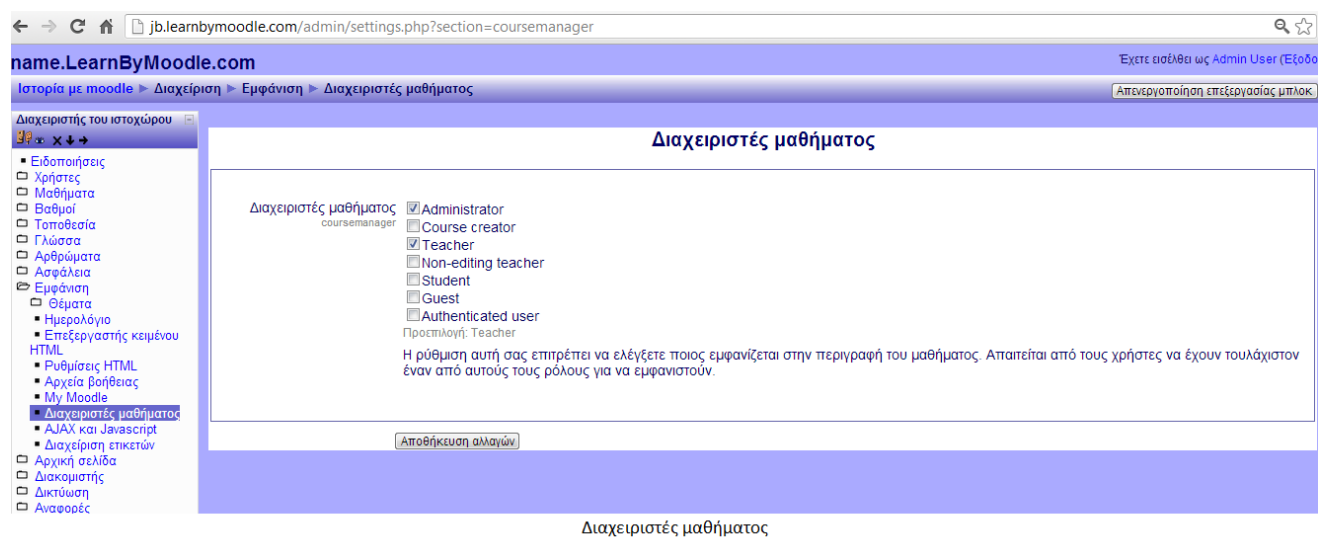 jb.learnbymoodle.com/admin/settings.php?section=coursemanager
name.LearnByMoodle.com
Έχετε εισέλθει ως Admin User (Έξοδο
Ιστορία με moodle ► Διαχείριση ► Εμφάνιση ► Διαχειριστές μαθήματος
Απενεργοποίηση επεξεργασίας μπλοκ
Διαχειριστής του ιστοχώρου
Ειδοποιήσεις
Χρήστες
Μαθήματα
Βαθμοί
Τοποθεσία
Γλώσσα
Αρθρώματα
Ασφάλεια
Εμφάνιση
Θέματα
Ημερολόγιο
Επεξεργαστής κειμένου
HTML
Ρυθμίσεις HTML
Αρχεία βοήθειας
My Moodle
Διαχειριστές μαθήματος
AJAX και Javascript
Διαχείριση ετικετών
Αρχική σελίδα
Διακομιστής
Δικτύωση
Αναφορές
Διαχειριστές μαθήματος
Διαχειριστές μαθήματος
coursemanager
Administrator
Course creator
Teacher
Non-editing teacher
Student
Guest
Authenticated user
Προεπιλογή: Teacher
Η ρύθμιση αυτή σας επιτρέπει να ελέγξετε ποιος εμφανίζεται στην περιγραφή του μαθήματος. Απαιτείται από τους χρήστες να έχουν τουλάχιστον
έναν από αυτούς τους ρόλους για να εμφανιστούν.
Αποθήκευση αλλαγών
Διαχειριστές μαθήματος